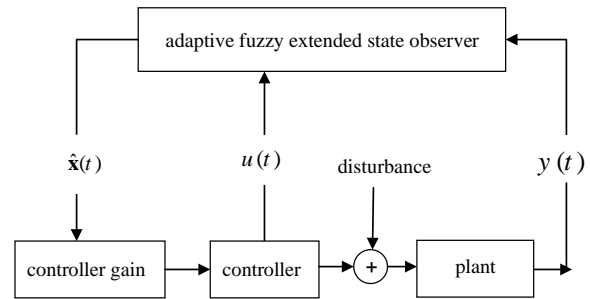 adaptive fuzzy extended state observer
x̂(t)
u(t)
disturbance
y(t)
controller gain
controller
+
plant